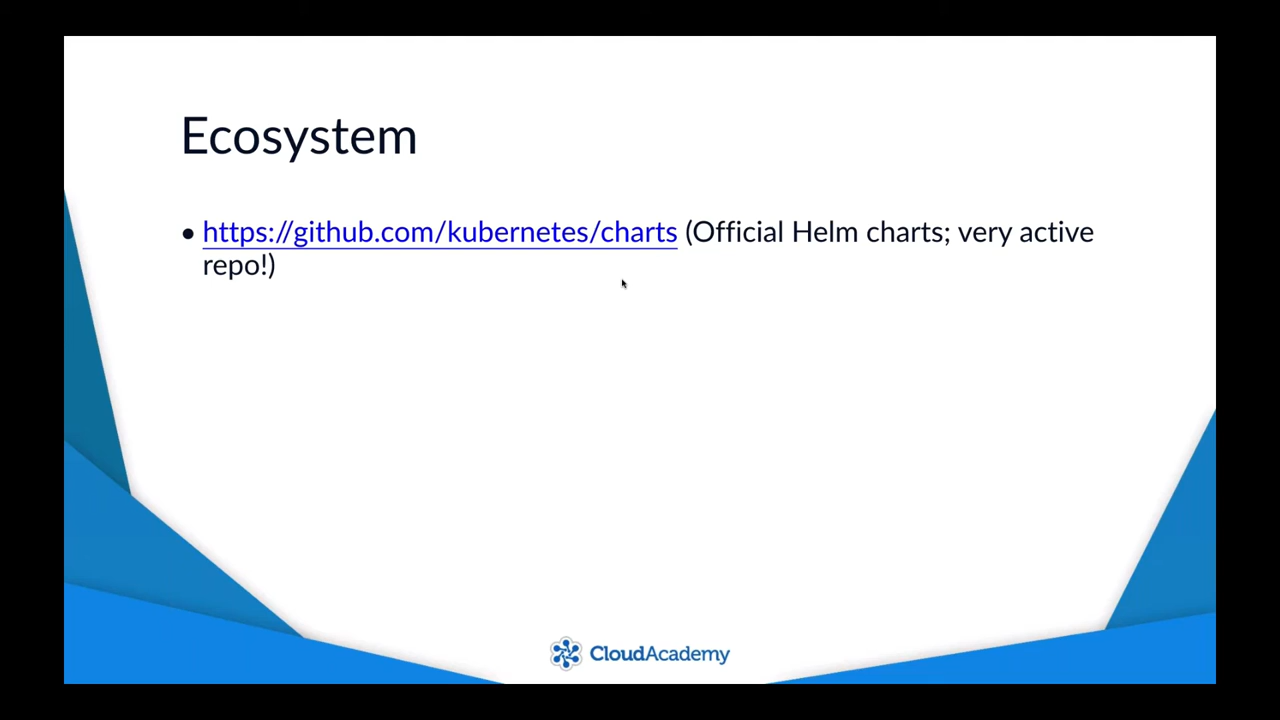 Ecosystem
• https://github.com/kubernetes/charts (Official Helm charts; very active
repo!)
CloudAcademy